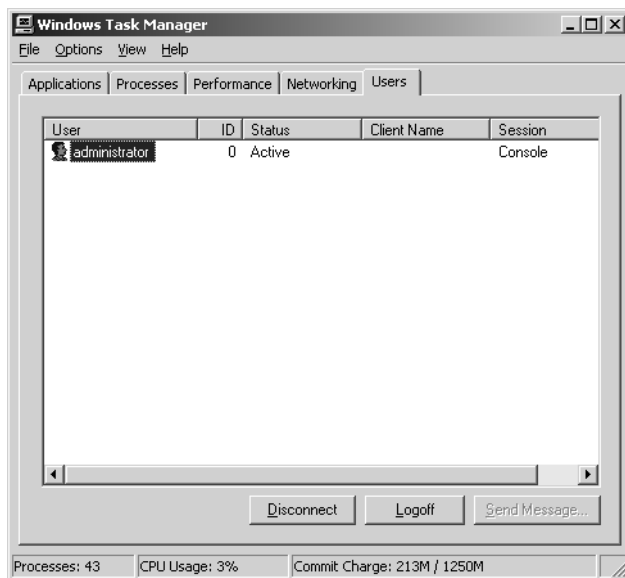 Windows Task Manager
File Options View Help
Applications Processes Performance Networking Users
User ID Status Client Name Session
administrator 0 Active Console
Disconnect Logoff Send Message...
Processes: 43 CPU Usage: 3% Commit Charge: 213M / 1250M